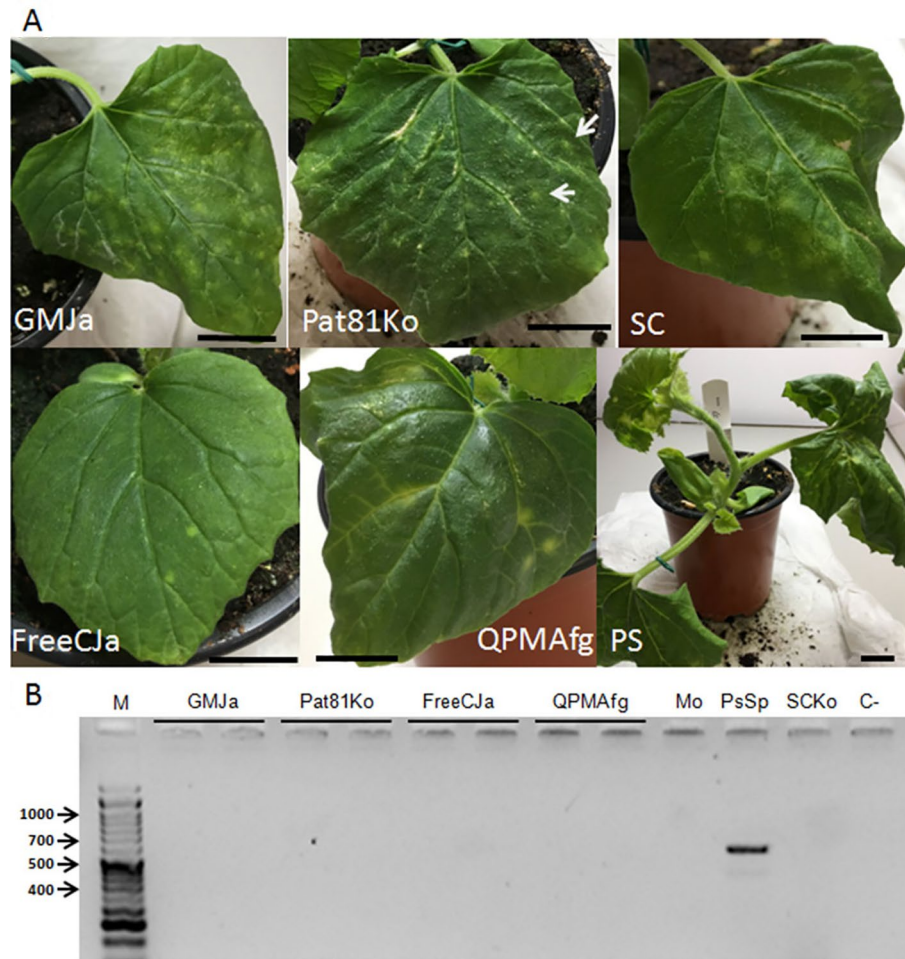 A
GMJa
Pat81Ko
SC
FreeCJa
QPMAfg
PS
B
M GMJa Pat81Ko FreeCJa QPMAfg Mo PsSp SCKo C-
1000
700
500
400